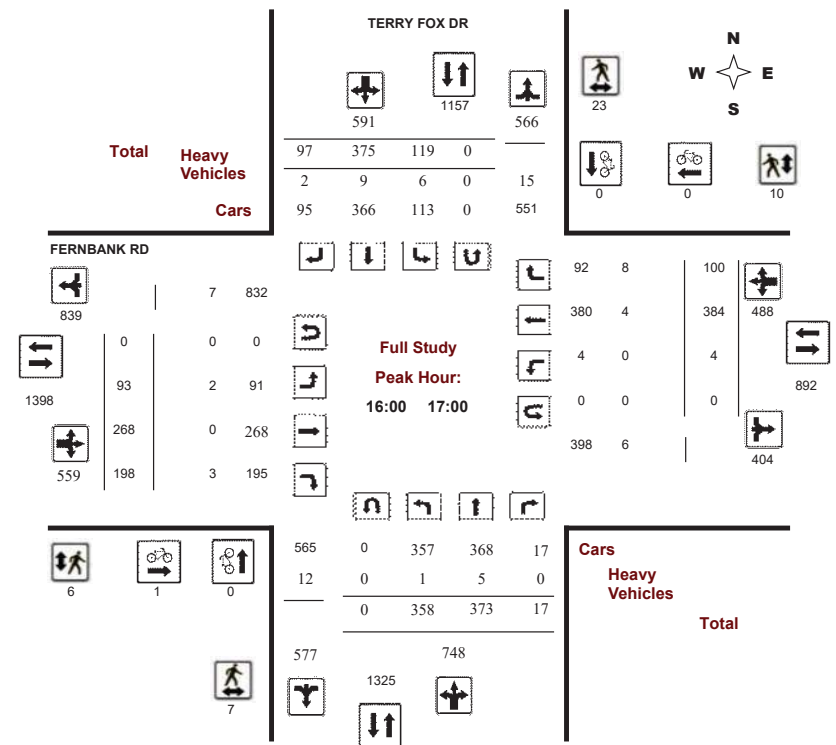 TERRY FOX DR
N
W E
S
591 1157 566 23
Total Heavy Vehicles
97 375 119 0
2 9 6 0 15
Cars 95 366 113 0 551
0 0 10
FERNBANK RD
839 7 832
92 8 100
380 4 384 488
1398 0 0 0
Full Study
Peak Hour:
16:00 17:00
93 2 91
4 0 4
892
268 0 268
0 0 0
559 198 3 195
398 6 404
6 1 0
565 0 357 368 17 Cars
12 0 1 5 0 Heavy Vehicles
0 358 373 17 Total
577 1325 748
7